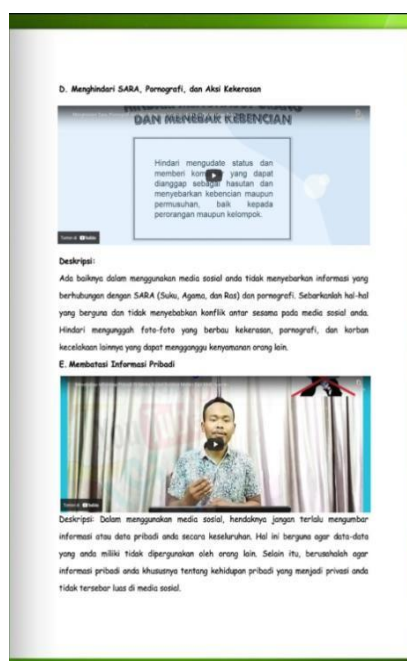 D. Menghindari SARA, Pornografi, dan Aksi Kekerasan
DAN MENEBAR KEBENCIAN
Hindari mengudate status dan
memberi yang dapat
dianggap sebagai hasutan dan
menyebarkan kebencian maupun
permusuhan, baik kepada
perorangan maupun kelompok.
Tonton di YouTube
Deskripsi:
Ada baiknya dalam menggunakan media sosial anda tidak menyebarkan informasi yang
berhubungan dengan SARA (Suku, Agama, dan Ras) dan pornografi. Sebarkanlah hal-hal
yang berguna dan tidak menyebabkan konflik antar sesama pada media sosial anda.
Hindari mengunggah foto-foto yang berbau kekerasan, pornografi, dan korban
kecelakaan lainnya yang dapat mengganggu kenyamanan orang lain.
E. Membatasi Informasi Pribadi
Tonton di YouTube
Deskripsi: Dalam menggunakan media sosial, hendaknya jangan terlalu mengumbar
informasi atau data pribadi anda secara keseluruhan. Hal ini berguna agar data-data
yang anda miliki tidak dipergunakan oleh orang lain. Selain itu, berusahalah agar
informasi pribadi anda khususnya tentang kehidupan pribadi yang menjadi privasi anda
tidak tersebar luas di media sosial.